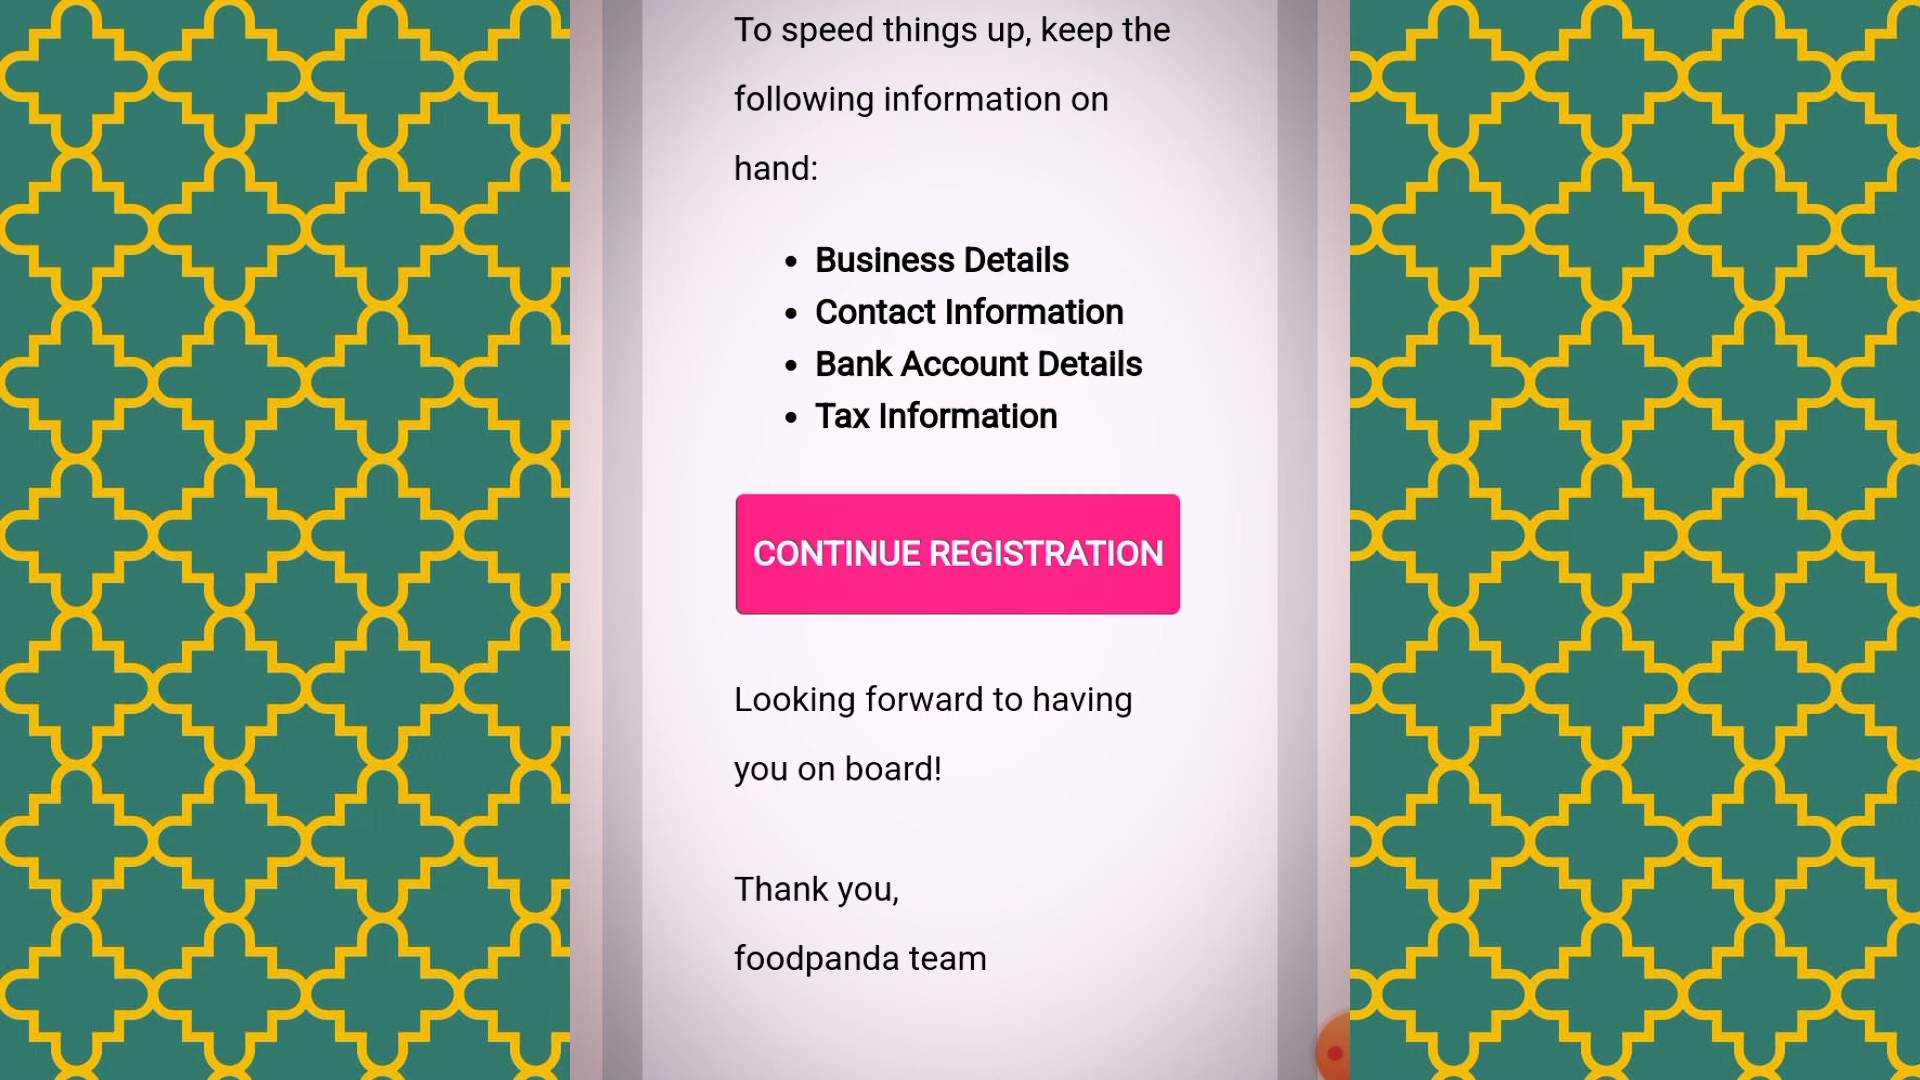 To speed things up, keep the
following information on
hand:
• Business Details
• Contact Information
• Bank Account Details
• Tax Information
CONTINUE REGISTRATION
Looking forward to having
you on board!
Thank you,
foodpanda team